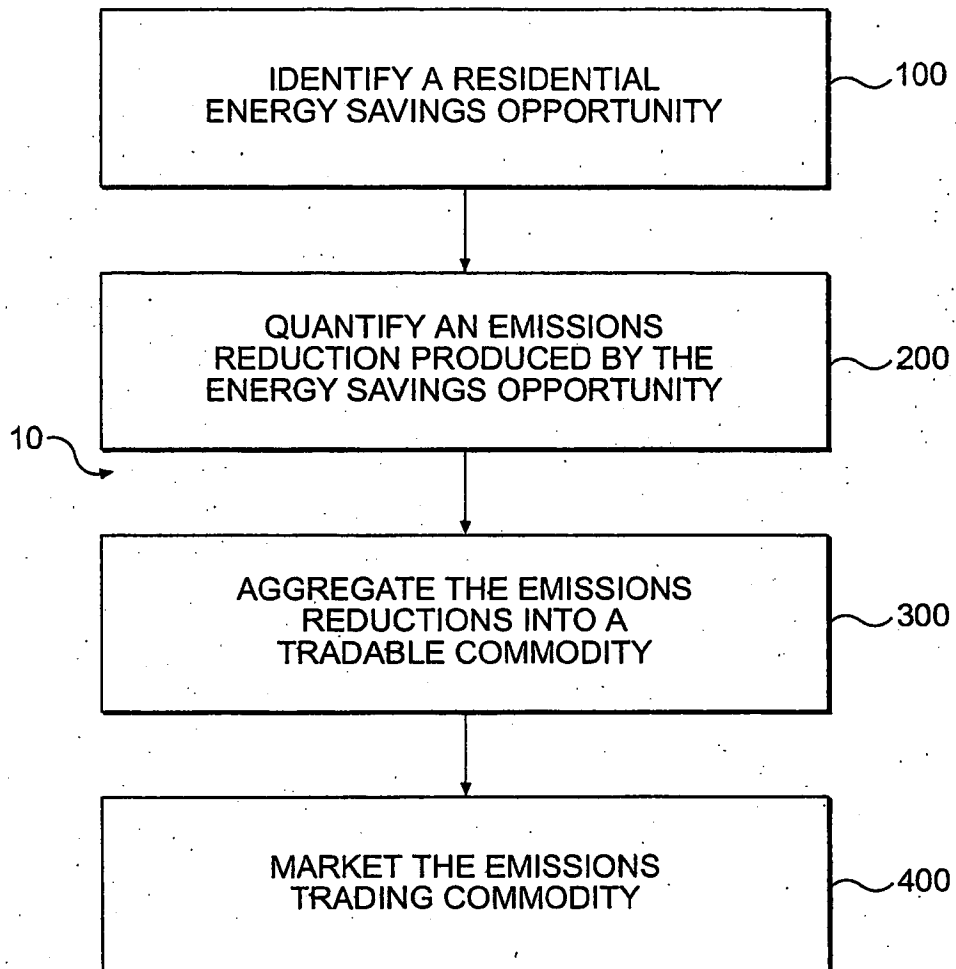 IDENTIFY A RESIDENTIAL
ENERGY SAVINGS OPPORTUNITY
100
QUANTIFY AN EMISSIONS
REDUCTION PRODUCED BY THE
ENERGY SAVINGS OPPORTUNITY
200
10
AGGREGATE THE EMISSIONS
REDUCTIONS INTO A
TRADABLE COMMODITY
300
MARKET THE EMISSIONS
TRADING COMMODITY
400